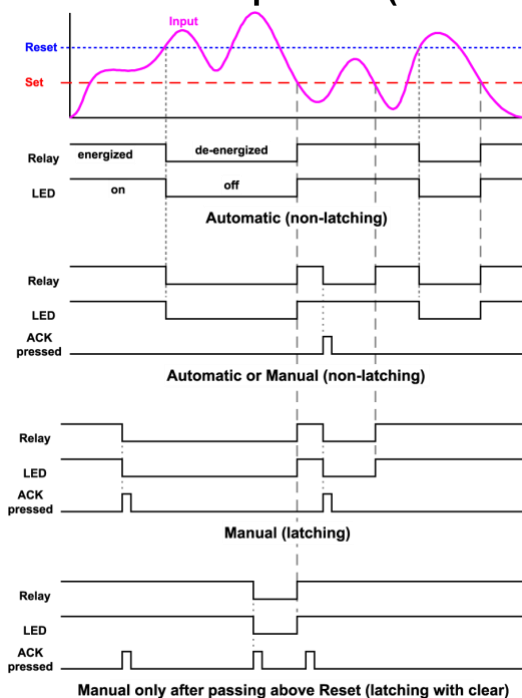 Input
Reset
Set
Relay energized de-energized
LED on off
Automatic (non-latching)
Relay
LED
ACK
pressed
Automatic or Manual (non-latching)
Relay
LED
ACK
pressed
Manual (latching)
Relay
LED
ACK
pressed
Manual only after passing above Reset (latching with clear)